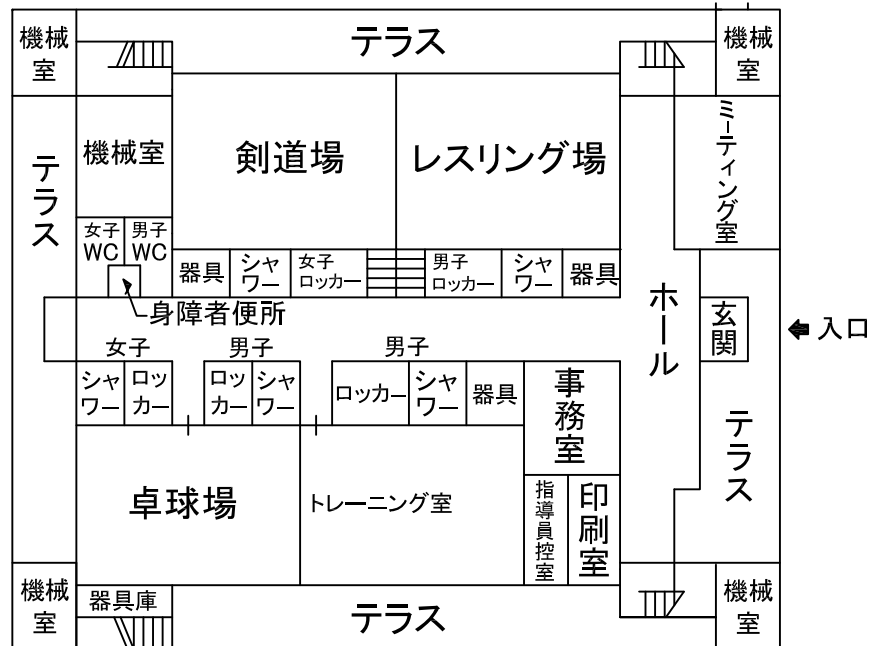 機械
室
テラス
機械
室
機械室
剣道場
レスリング場
ミーティング室
テラス
女子
WC
男子
WC
器具
シャ
ワー
女子
ロッカー
男子
ロッカー
シャ
ワー
器具
ホール
身障者便所
玄
関
入口
女子
男子
男子
シャ
ワー
ロッ
カー
ロッ
カー
シャ
ワー
ロッカー
シャ
ワー
器具
事務室
テラス
卓球場
トレーニング室
指導員控室
印刷室
機械
室
器具庫
テラス
機械
室